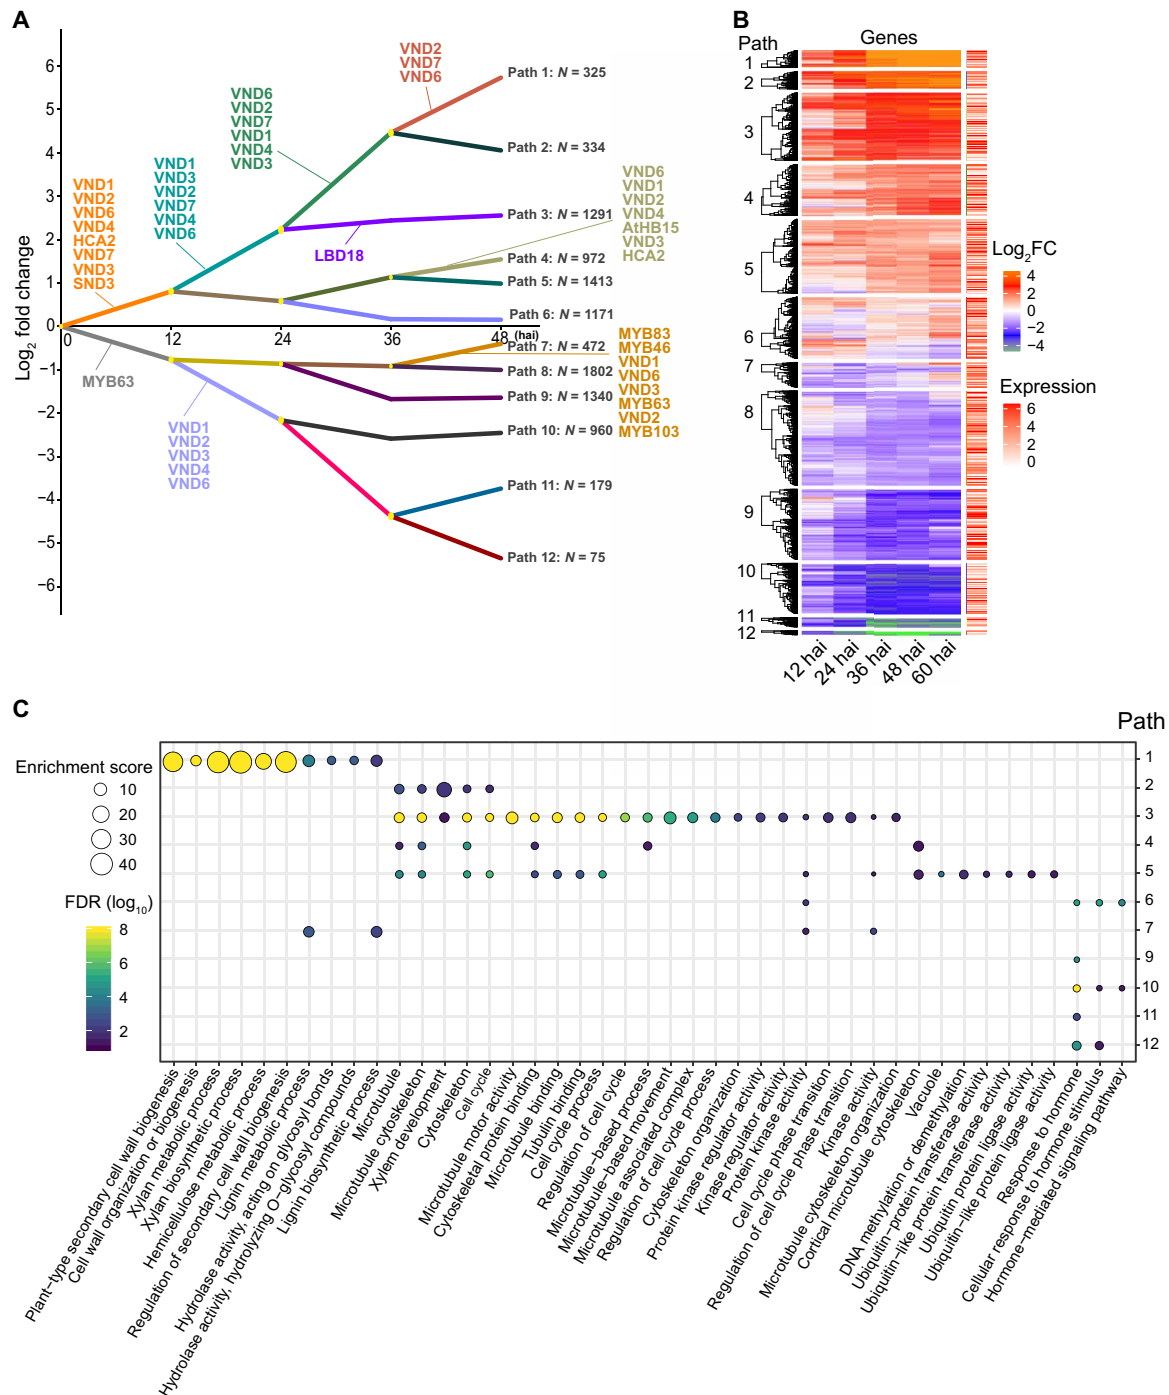 A
Log2 fold change
6
5
4
3
2
1
0
−1
−2
−3
−4
−5
−6
0
12
24
36
48
(hai)
VND1
VND2
VND6
VND4
HCA2
VND7
VND3
SND3
VND1
VND3
VND2
VND7
VND4
VND6
VND6
VND2
VND7
VND1
VND4
VND3
VND2
VND7
VND6
LBD18
MYB63
VND1
VND2
VND3
VND4
VND6
VND6
VND1
VND2
VND4
AtHB15
VND3
HCA2
MYB83
MYB46
VND1
VND6
VND3
MYB63
VND2
MYB103
Path 1: N = 325
Path 2: N = 334
Path 3: N = 1291
Path 4: N = 972
Path 5: N = 1413
Path 6: N = 1171
Path 7: N = 472
Path 8: N = 1802
Path 9: N = 1340
Path 10: N = 960
Path 11: N = 179
Path 12: N = 75
B
Path
Genes
1
2
3
4
5
6
7
8
9
10
11
12
12 hai
24 hai
36 hai
48 hai
60 hai
Log2FC
4
2
0
−2
−4
Expression
6
4
2
0
C
Path
Enrichment score
10
20
30
40
FDR (log10)
8
6
4
2
1
2
3
4
5
6
7
9
10
11
12
Plant−type secondary cell wall biogenesis
Cell wall organization or biogenesis
Xylan metabolic process
Xylan biosynthetic process
Hemicellulose metabolic process
Regulation of secondary cell wall biogenesis
Lignin metabolic process
Hydrolase activity, acting on glycosyl bonds
Hydrolase activity, hydrolyzing O−glycosyl compounds
Lignin biosynthetic process
Microtubule
Microtubule cytoskeleton
Xylem development
Cytoskeleton
Cell cycle
Microtubule motor activity
Cytoskeletal protein binding
Microtubule binding
Tubulin binding
Cell cycle process
Regulation of cell cycle
Microtubule−based process
Microtubule−based movement
Microtubule associated complex
Regulation of cell cycle process
Cytoskeleton organization
Protein kinase regulator activity
Kinase regulator activity
Protein kinase activity
Cell cycle phase transition
Regulation of cell cycle phase transition
Kinase activity
Microtubule cytoskeleton organization
Cortical microtubule cytoskeleton
Vacuole
DNA methylation or demethylation
Ubiquitin−protein transferase activity
Ubiquitin−like protein transferase activity
Ubiquitin protein ligase activity
Ubiquitin−like protein ligase activity
Response to hormone
Cellular response to hormone stimulus
Hormone−mediated signaling pathway